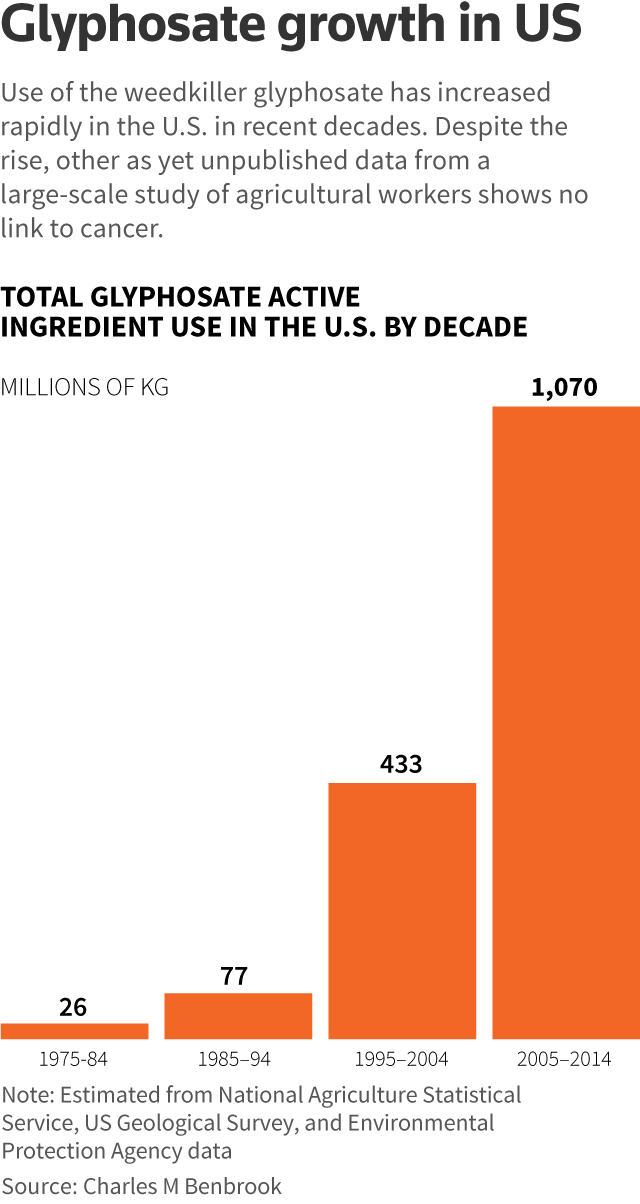 Glyphosate growth in US
Use of the weedkiller glyphosate has increased
rapidly in the U.S. in recent decades. Despite the
rise, other as yet unpublished data from a
large-scale study of agricultural workers shows no
link to cancer.
TOTAL GLYPHOSATE ACTIVE
INGREDIENT USE IN THE U.S. BY DECADE
MILLIONS OF KG
1,070
433
77
26
1975-84
1985–94
1995–2004
2005–2014
Note: Estimated from National Agriculture Statistical
Service, US Geological Survey, and Environmental
Protection Agency data
Source: Charles M Benbrook